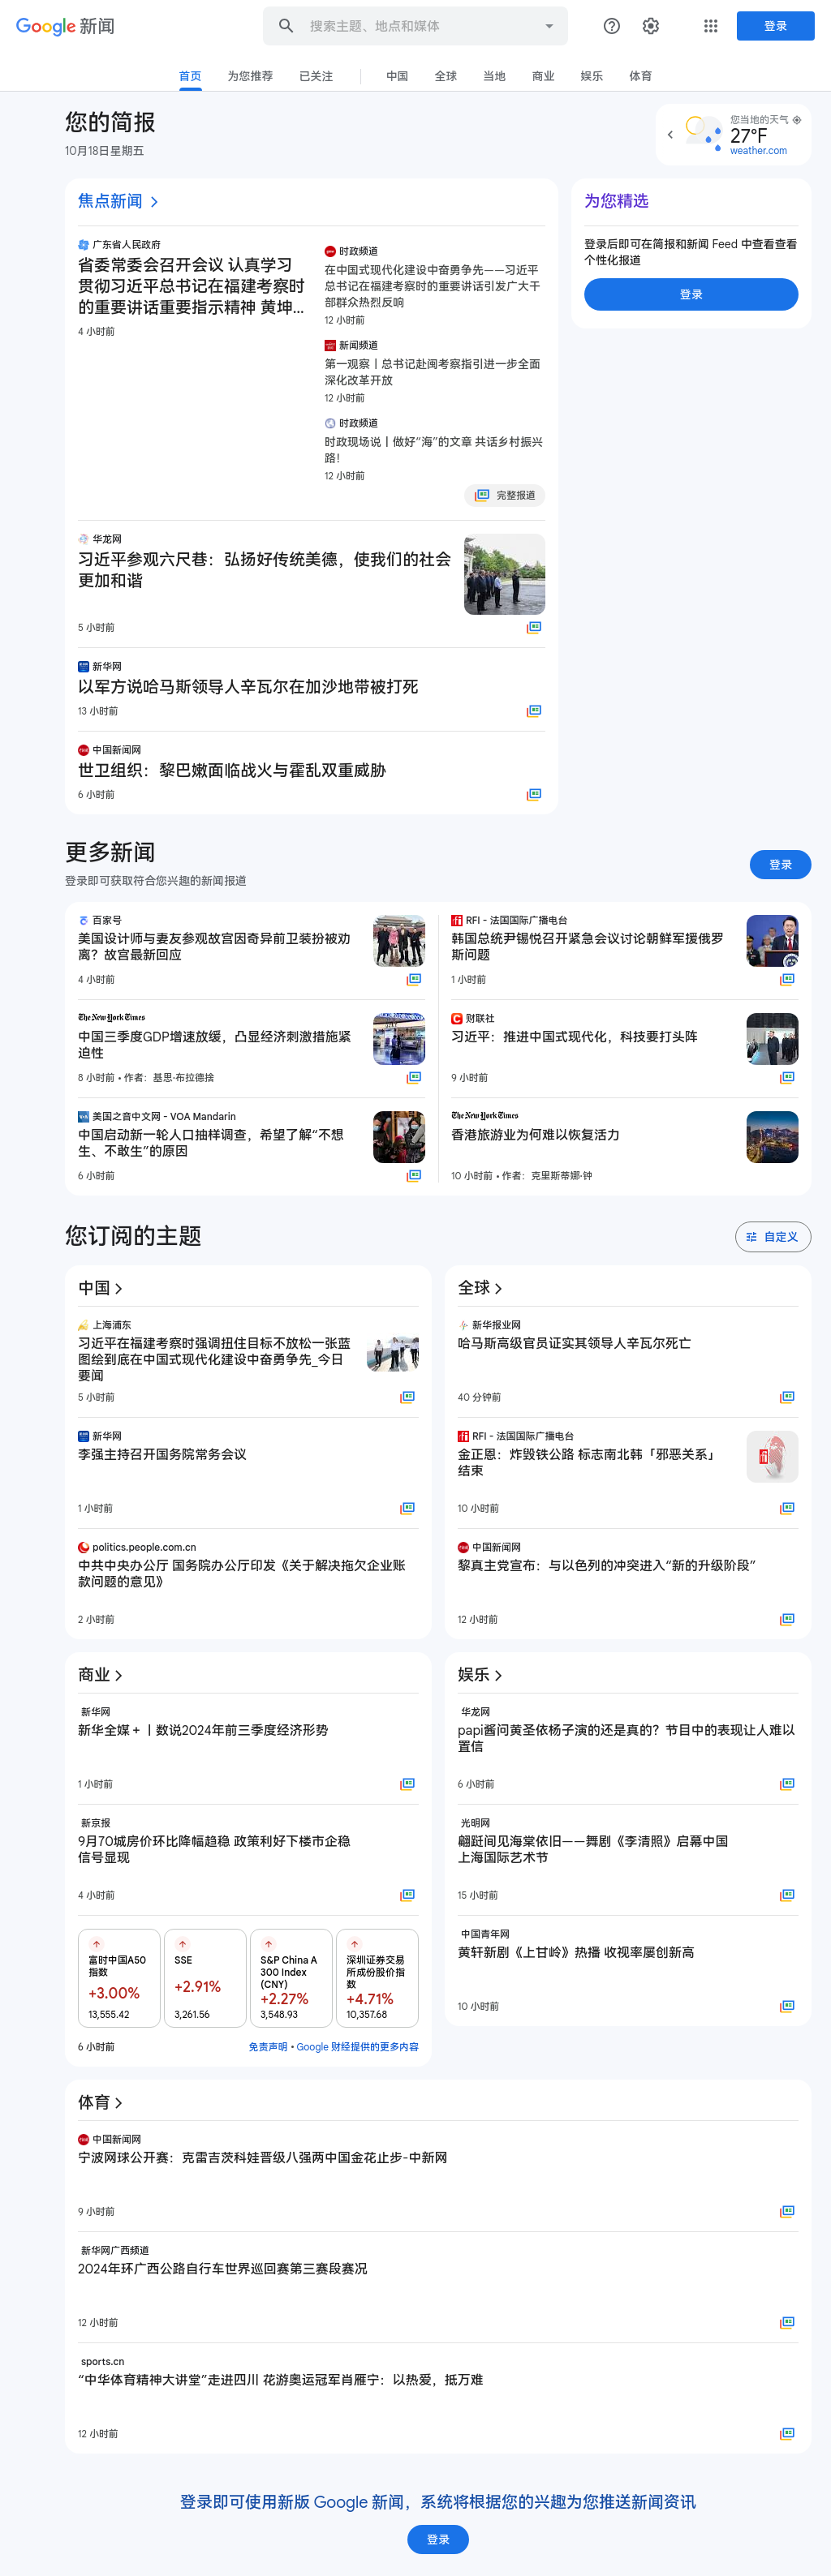 Google 新闻
搜索主题、地点和媒体
登录
首页
为您推荐
已关注
中国
全球
当地
商业
娱乐
体育
您的简报
10月18日星期五
您当地的天气
27°F
weather.com
焦点新闻
广东省人民政府
省委常委会召开会议 认真学习
贯彻习近平总书记在福建考察时
的重要讲话重要指示精神 黄坤...
4 小时前
时政频道
在中国式现代化建设中奋勇争先——习近平
总书记在福建考察时的重要讲话引发广大干
部群众热烈反响
12 小时前
新闻频道
第一观察丨总书记赴闽考察指引进一步全面
深化改革开放
12 小时前
时政频道
时政现场说丨做好“海”的文章 共话乡村振兴
路！
12 小时前
完整报道
华龙网
习近平参观六尺巷：弘扬好传统美德，使我们的社会
更加和谐
5 小时前
新华网
以军方说哈马斯领导人辛瓦尔在加沙地带被打死
13 小时前
中国新闻网
世卫组织：黎巴嫩面临战火与霍乱双重威胁
6 小时前
为您精选
登录后即可在简报和新闻 Feed 中查看查看
个性化报道
登录
更多新闻
登录即可获取符合您兴趣的新闻报道
登录
百家号
美国设计师与妻友参观故宫因奇异前卫装扮被劝
离？故宫最新回应
4 小时前
The New York Times
中国三季度GDP增速放缓，凸显经济刺激措施紧
迫性
8 小时前 • 作者：基思·布拉德捨
美国之音中文网 - VOA Mandarin
中国启动新一轮人口抽样调查，希望了解“不想
生、不敢生”的原因
6 小时前
RFI - 法国国际广播电台
韩国总统尹锡悦召开紧急会议讨论朝鲜军援俄罗
斯问题
1 小时前
财联社
习近平：推进中国式现代化，科技要打头阵
9 小时前
The New York Times
香港旅游业为何难以恢复活力
10 小时前 • 作者：克里斯蒂娜·钟
您订阅的主题
自定义
中国
上海浦东
习近平在福建考察时强调扭住目标不放松一张蓝
图绘到底在中国式现代化建设中奋勇争先_今日
要闻
5 小时前
新华网
李强主持召开国务院常务会议
1 小时前
politics.people.com.cn
中共中央办公厅 国务院办公厅印发《关于解决拖欠企业账
款问题的意见》
2 小时前
全球
新华报业网
哈马斯高级官员证实其领导人辛瓦尔死亡
40 分钟前
RFI - 法国国际广播电台
金正恩：炸毁铁公路 标志南北韩「邪恶关系」
结束
10 小时前
中国新闻网
黎真主党宣布：与以色列的冲突进入“新的升级阶段”
12 小时前
商业
新华网
新华全媒＋丨数说2024年前三季度经济形势
1 小时前
新京报
9月70城房价环比降幅趋稳 政策利好下楼市企稳
信号显现
4 小时前
富时中国A50
指数
+3.00%
13,555.42
SSE
+2.91%
3,261.56
S&P China A
300 Index
(CNY)
+2.27%
3,548.93
深圳证券交易
所成份股价指
数
+4.71%
10,357.68
6 小时前
免责声明 • Google 财经提供的更多内容
娱乐
华龙网
papi酱问黄圣依杨子演的还是真的？节目中的表现让人难以
置信
6 小时前
光明网
翩跹间见海棠依旧——舞剧《李清照》启幕中国
上海国际艺术节
15 小时前
中国青年网
黄轩新剧《上甘岭》热播 收视率屡创新高
10 小时前
体育
中国新闻网
宁波网球公开赛：克雷吉茨科娃晋级八强两中国金花止步-中新网
9 小时前
新华网广西频道
2024年环广西公路自行车世界巡回赛第三赛段赛况
12 小时前
sports.cn
“中华体育精神大讲堂”走进四川 花游奥运冠军肖雁宁：以热爱，抵万难
12 小时前
登录即可使用新版 Google 新闻，系统将根据您的兴趣为您推送新闻资讯
登录